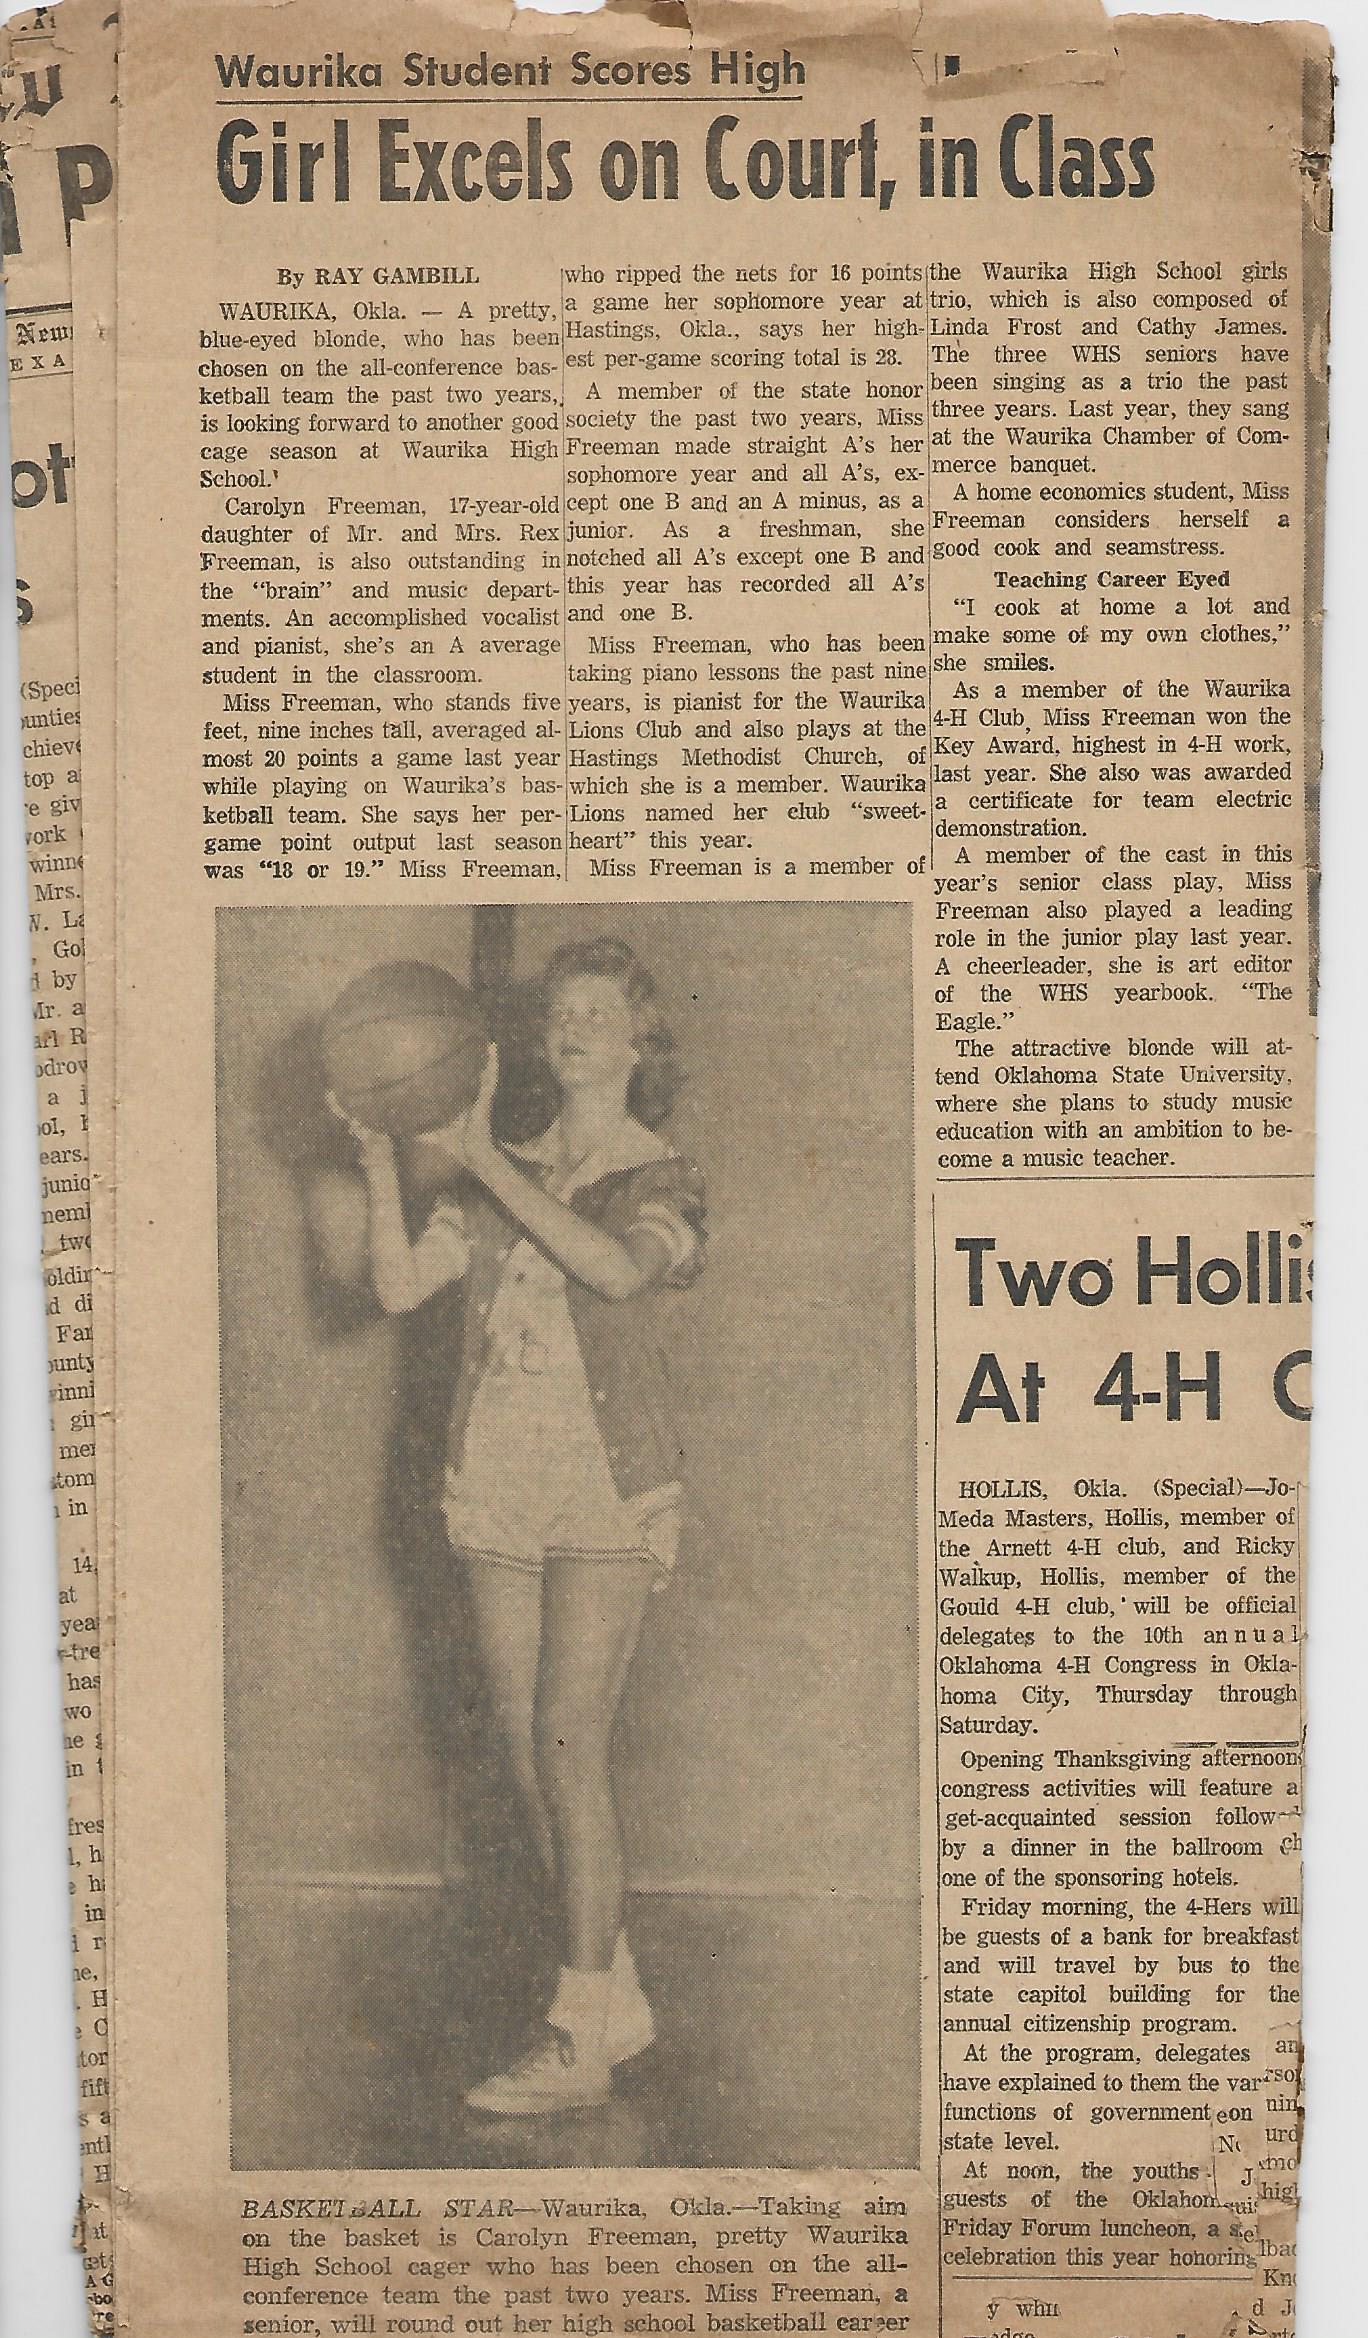 Waurika Student Scores High
Girl Excels on Court, in Class
By RAY GAMBILL
WAURIKA, Okla. — A pretty,
blue-eyed blonde, who has been
chosen on the all-conference bas-
ketball team the past two years,
is looking forward to another good
cage season at Waurika High
School.
Carolyn Freeman, 17-year-old
daughter of Mr. and Mrs. Rex
Freeman, is also outstanding in
the "brain" and music depart-
ments. An accomplished vocalist
and pianist, she's an A average
student in the classroom.
Miss Freeman, who stands five
feet, nine inches tall, averaged al-
most 20 points a game last year
while playing on Waurika's bas-
ketball team. She says her per-
game point output last season
was "18 or 19." Miss Freeman,
who ripped the nets for 16 points
a game her sophomore year at
Hastings, Okla., says her high-
est per-game scoring total is 28.
A member of the state honor
society the past two years, Miss
Freeman made straight A's her
sophomore year and all A's, ex-
cept one B and an A minus, as a
junior. As a freshman, she
notched all A's except one B and
this year has recorded all A's
and one B.
Miss Freeman, who has been
taking piano lessons the past nine
years, is pianist for the Waurika
Lions Club and also plays at the
Hastings Methodist Church, of
which she is a member. Waurika
Lions named her club "sweet-
heart" this year.
Miss Freeman is a member of
the Waurika High School girls
trio, which is also composed of
Linda Frost and Cathy James.
The three WHS seniors have
been singing as a trio the past
three years. Last year, they sang
at the Waurika Chamber of Com-
merce banquet.
A home economics student, Miss
Freeman considers herself a
good cook and seamstress.
Teaching Career Eyed
"I cook at home a lot and
make some of my own clothes,"
she smiles.
As a member of the Waurika
4-H Club, Miss Freeman won the
Key Award, highest in 4-H work,
last year. She also was awarded
a certificate for team electric
demonstration.
A member of the cast in this
year's senior class play, Miss
Freeman also played a leading
role in the junior play last year.
A cheerleader, she is art editor
of the WHS yearbook. "The
Eagle."
The attractive blonde will at-
tend Oklahoma State University,
where she plans to study music
education with an ambition to be-
come a music teacher.
BASKETBALL STAR—Waurika, Okla.—Taking aim
on the basket is Carolyn Freeman, pretty Waurika
High School cager who has been chosen on the all-
conference team the past two years. Miss Freeman, a
senior, will round out her high school basketball career
Two Hollis
At 4-H C
HOLLIS, Okla. (Special)—Jo-
Meda Masters, Hollis, member of
the Arnett 4-H club, and Ricky
Walkup, Hollis, member of the
Gould 4-H club, will be official
delegates to the 10th annual
Oklahoma 4-H Congress in Okla-
homa City, Thursday through
Saturday.
Opening Thanksgiving afternoon
congress activities will feature a
get-acquainted session follow
by a dinner in the ballroom
one of the sponsoring hotels.
Friday morning, the 4-Hers will
be guests of a bank for breakfast
and will travel by bus to the
state capitol building for the
annual citizenship program.
At the program, delegates
have explained to them the var
functions of government on
state level.
At noon, the youths
guests of the Oklahom
Friday Forum luncheon, a
celebration this year honoring